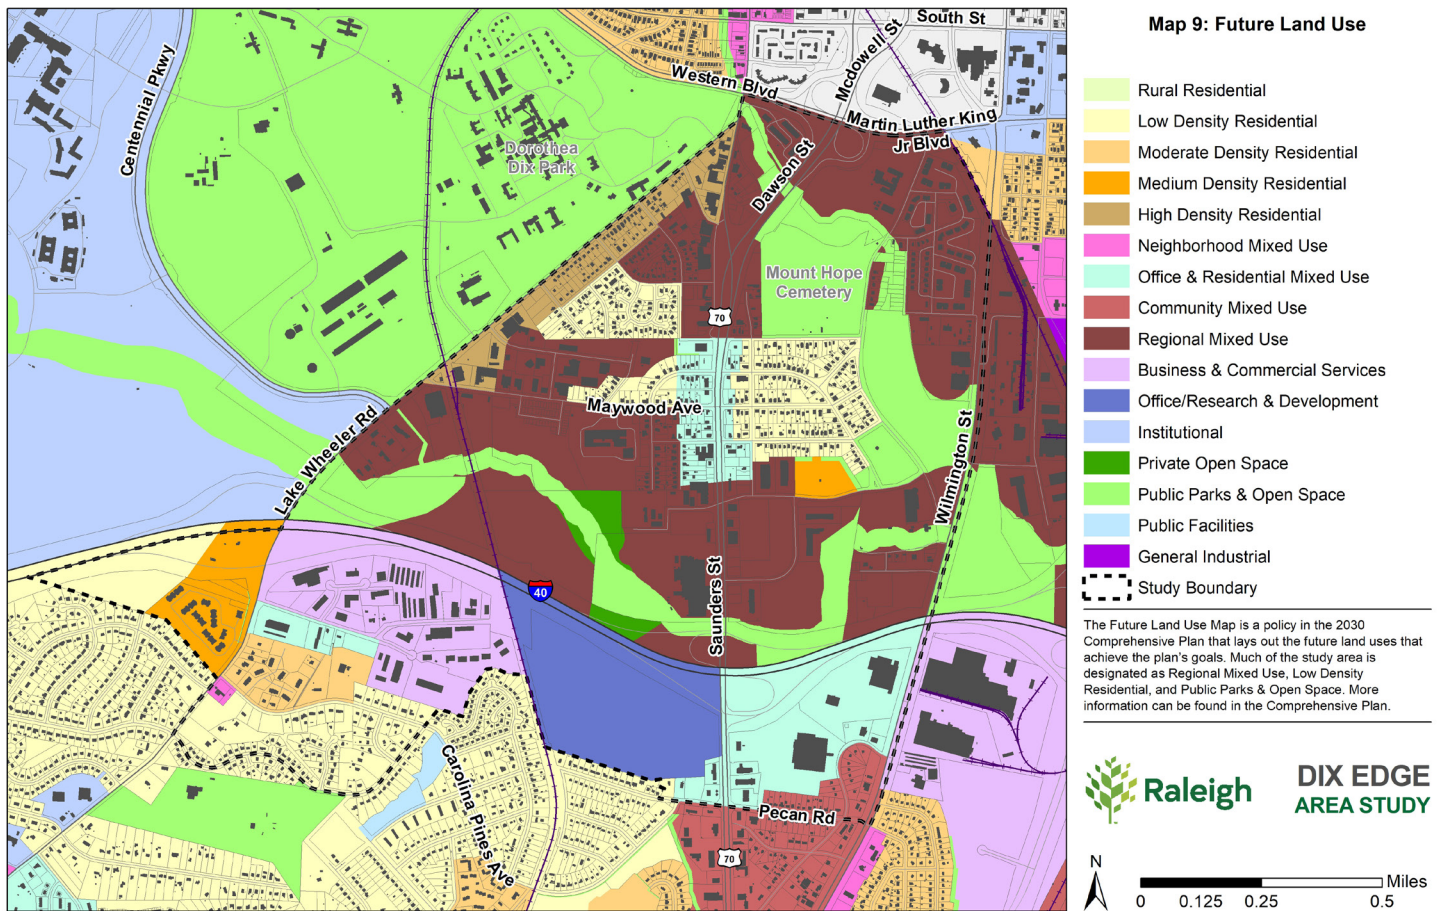 South St
Mcdowell St
Western Blvd
Centennial Pkwy
Martin Luther King
Jr Blvd
Dorothea
Dix Park
Dawson St
Mount Hope
Cemetery
70
Maywood Ave
Lake Wheeler Rd
Wilmington St
40
Saunders St
Carolina Pines Ave
Pecan Rd
70
Map 9: Future Land Use
Rural Residential
Low Density Residential
Moderate Density Residential
Medium Density Residential
High Density Residential
Neighborhood Mixed Use
Office & Residential Mixed Use
Community Mixed Use
Regional Mixed Use
Business & Commercial Services
Office/Research & Development
Institutional
Private Open Space
Public Parks & Open Space
Public Facilities
General Industrial
Study Boundary
The Future Land Use Map is a policy in the 2030
Comprehensive Plan that lays out the future land uses that
achieve the plan's goals. Much of the study area is
designated as Regional Mixed Use, Low Density
Residential, and Public Parks & Open Space. More
information can be found in the Comprehensive Plan.
Raleigh
DIX EDGE
AREA STUDY
N
Miles
0 0.125 0.25 0.5